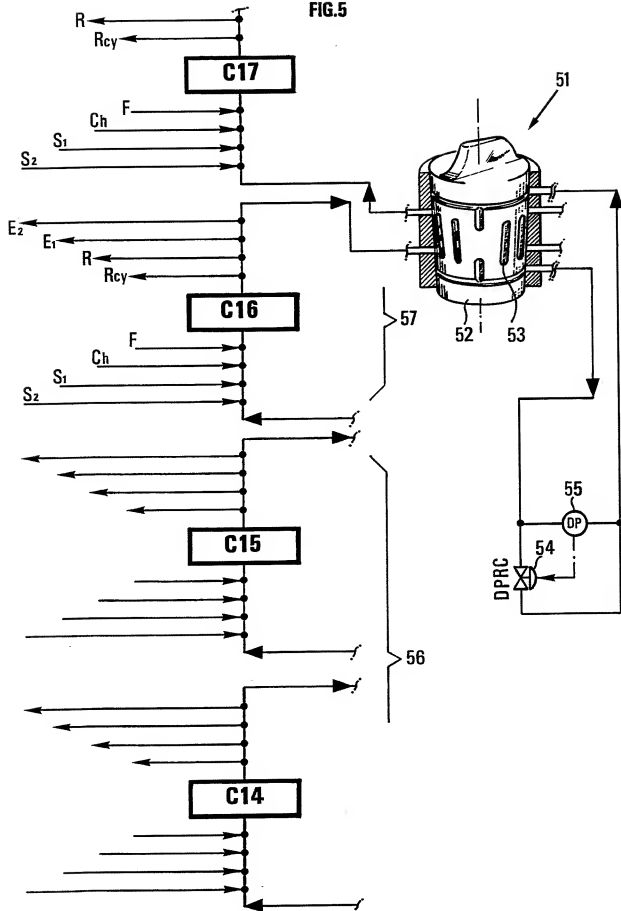 FIG.5
R
Rcy
C17
F
Ch
S1
S2
51
E2
E1
R
Rcy
C16
F
Ch
S1
S2
57
52
53
C15
55
DP
54
DPRC
56
C14